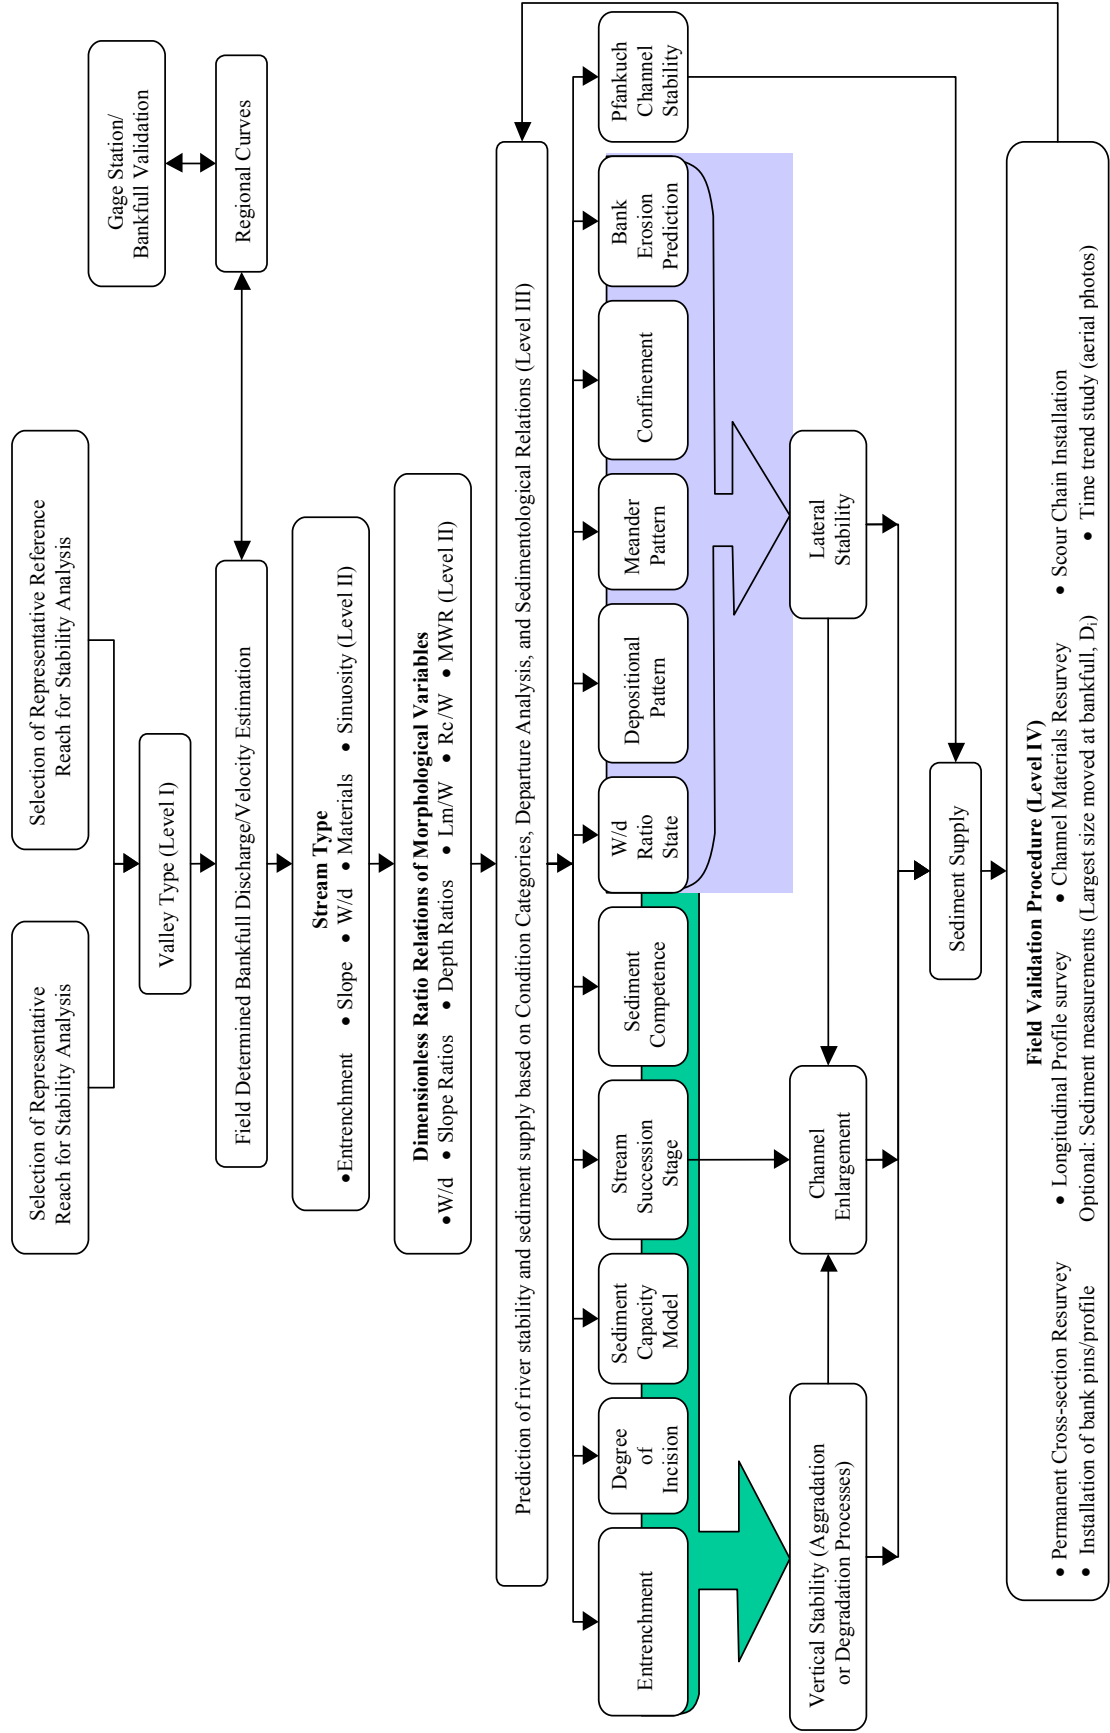 Selection of Representative
Reach for Stability Analysis
Selection of Representative Reference
Reach for Stability Analysis
Gage Station/
Bankfull Validation
Valley Type (Level I)
Field Determined Bankfull Discharge/Velocity Estimation
Regional Curves
Stream Type
•Entrenchment • Slope • W/d • Materials • Sinuosity (Level II)
Dimensionless Ratio Relations of Morphological Variables
•W/d • Slope Ratios • Depth Ratios • Lm/W • Rc/W • MWR (Level II)
Prediction of river stability and sediment supply based on Condition Categories, Departure Analysis, and Sedimentological Relations (Level III)
Entrenchment
Degree
of
Incision
Sediment
Capacity
Model
Stream
Succession
Stage
Sediment
Competence
W/d
Ratio
State
Depositional
Pattern
Meander
Pattern
Confinement
Bank
Erosion
Prediction
Pfankuch
Channel
Stability
Vertical Stability (Aggradation
or Degradation Processes)
Channel
Enlargement
Lateral
Stability
Sediment Supply
Field Validation Procedure (Level IV)
• Permanent Cross-section Resurvey • Longitudinal Profile survey • Channel Materials Resurvey • Scour Chain Installation
• Installation of bank pins/profile Optional: Sediment measurements (Largest size moved at bankfull, Di) • Time trend study (aerial photos)